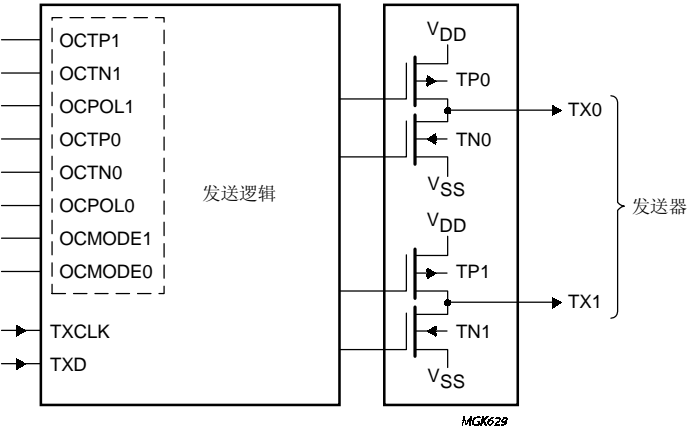 OCTP1
OCTN1
OCPOL1
OCTP0
OCTN0
OCPOL0
OCMODE1
OCMODE0
TXCLK
TXD
发送逻辑
VDD
TP0
TX0
TN0
VSS
VDD
TP1
TX1
TN1
VSS
发送器
MGK629